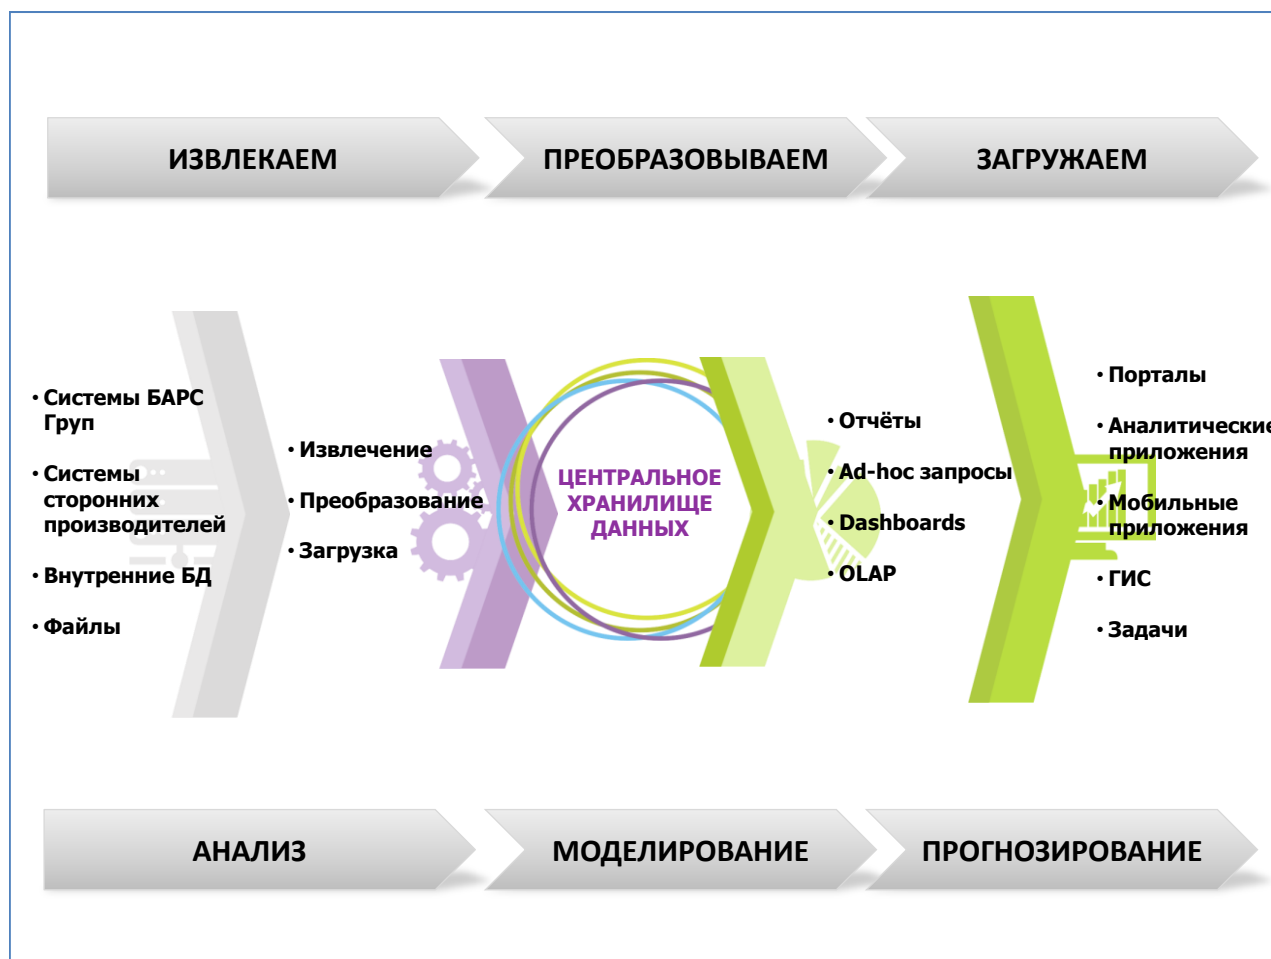 ИЗВЛЕКАЕМ
ПРЕОБРАЗОВЫВАЕМ
ЗАГРУЖАЕМ
• Системы БАРС
Груп
• Системы
сторонних
производителей
• Внутренние БД
• Файлы
• Извлечение
• Преобразование
• Загрузка
ЦЕНТРАЛЬНОЕ
ХРАНИЛИЩЕ
ДАННЫХ
• Отчёты
• Ad-hoc запросы
• Dashboards
• OLAP
• Порталы
• Аналитические
приложения
• Мобильные
приложения
• ГИС
• Задачи
АНАЛИЗ
МОДЕЛИРОВАНИЕ
ПРОГНОЗИРОВАНИЕ